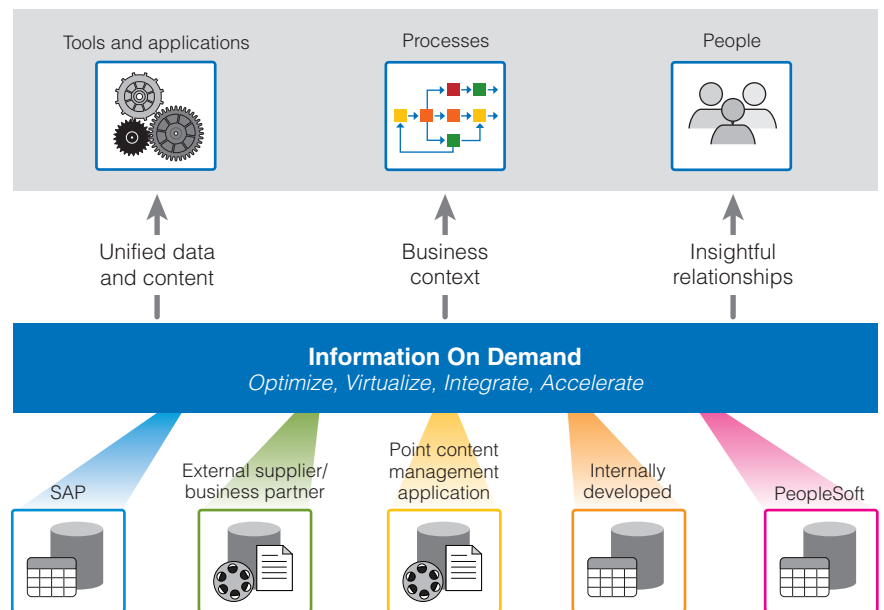 Tools and applications
Processes
People
Unified data
and content
Business
context
Insightful
relationships
Information On Demand
Optimize, Virtualize, Integrate, Accelerate
SAP
External supplier/
business partner
Point content
management
application
Internally
developed
PeopleSoft